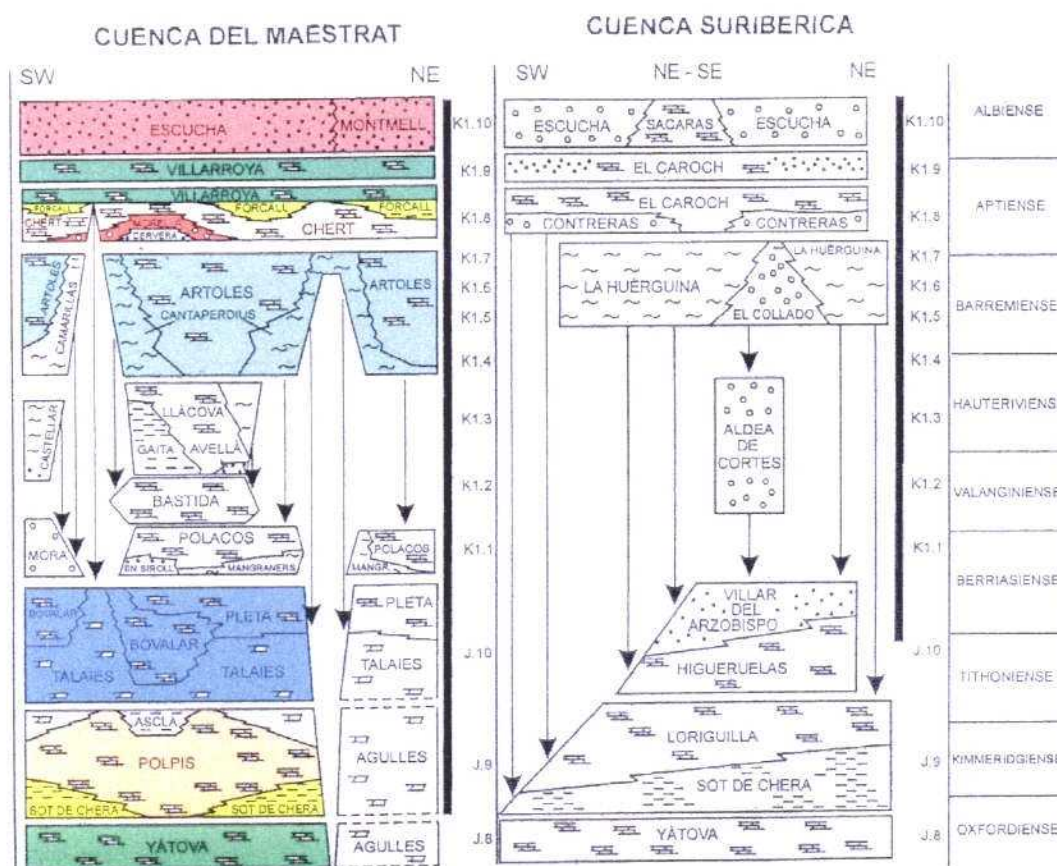 CUENCA DEL MAESTRAT
CUENCA SURIBERICA
SW
NE
SW
NE - SE
NE
ESCUCHA
MONTMELL
K1.10
ESCUCHA
SACARAS
ESCUCHA
K1.10
ALBIENSE
VILLARROYA
K1.9
EL CAROCH
K1.9
VILLARROYA
EL CAROCH
APTIENSE
FORCALL
FORCALL
FORCALL
CHERT
CHERT
K1.8
CONTRERAS
CONTRERAS
K1.8
CERVERA
K1.7
LA HUÉRGUINA
LA HUÉRGUINA
K1.7
ARTOLES
CAMARILLAS
ARTOLES
ARTOLES
K1.6
LA HUÉRGUINA
K1.6
CANTAPERDIUS
BARREMIENSE
K1.5
EL COLLADO
K1.5
K1.4
K1.4
CASTELLAR
LLÀCOVA
HAUTERIVIENSE
GAITA
AVELLÀ
K1.3
ALDEA
DE
CORTES
K1.3
BASTIDA
K1.2
K1.2
VALANGINIENSE
MORA
POLACOS
POLACOS
K1.1
K1.1
EN SIROLL
MANGRANERS
MANGR.
BERRIASIENSE
BOVALAR
PLETA
PLETA
VILLAR
DEL
ARZOBISPO
BOVALAR
TALAIES
TALAIES
TALAIES
J.10
HIGUERUELAS
J.10
TITHONIENSE
ASCLA
LORIGUILLA
POLPIS
AGULLES
J.9
J.9
KIMMERIDGIENSE
SOT DE CHERA
SOT DE CHERA
SOT DE CHERA
YÀTOVA
AGULLES
J.8
YÀTOVA
J.8
OXFORDIENSE